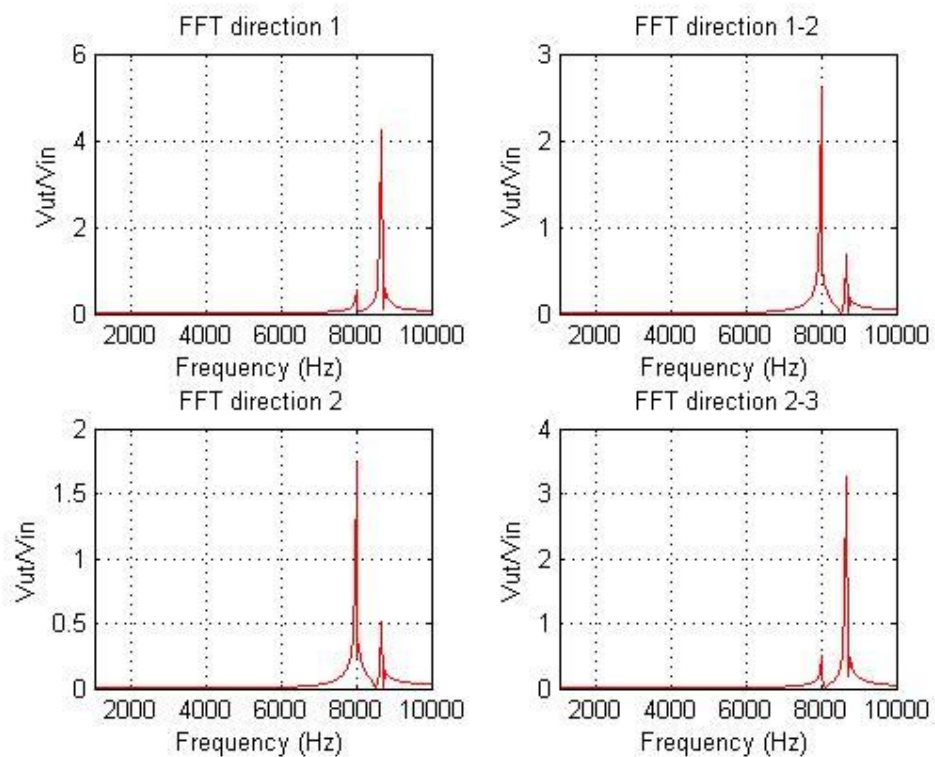 FFT direction 1
6
4
2
0
Vut/Vin
2000 4000 6000 8000 10000
Frequency (Hz)
FFT direction 1-2
3
2
1
0
Vut/Vin
2000 4000 6000 8000 10000
Frequency (Hz)
FFT direction 2
2
1.5
1
0.5
0
Vut/Vin
2000 4000 6000 8000 10000
Frequency (Hz)
FFT direction 2-3
4
3
2
1
0
Vut/Vin
2000 4000 6000 8000 10000
Frequency (Hz)